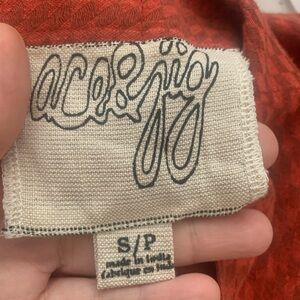 ace&jig
S/P
made in India
fabriqué en Inde